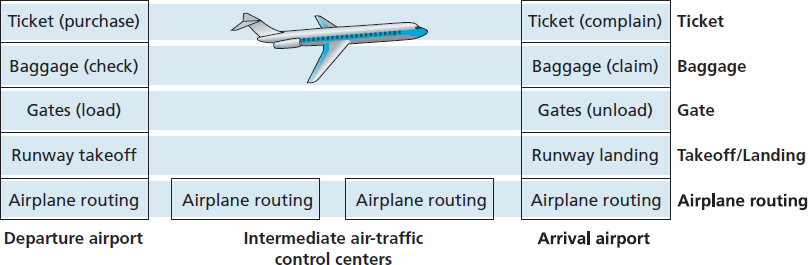 Ticket (purchase) Ticket (complain) Ticket
Baggage (check) Baggage (claim) Baggage
Gates (load) Gates (unload) Gate
Runway takeoff Runway landing Takeoff/Landing
Airplane routing Airplane routing Airplane routing Airplane routing Airplane routing
Departure airport Intermediate air-traffic Arrival airport
control centers